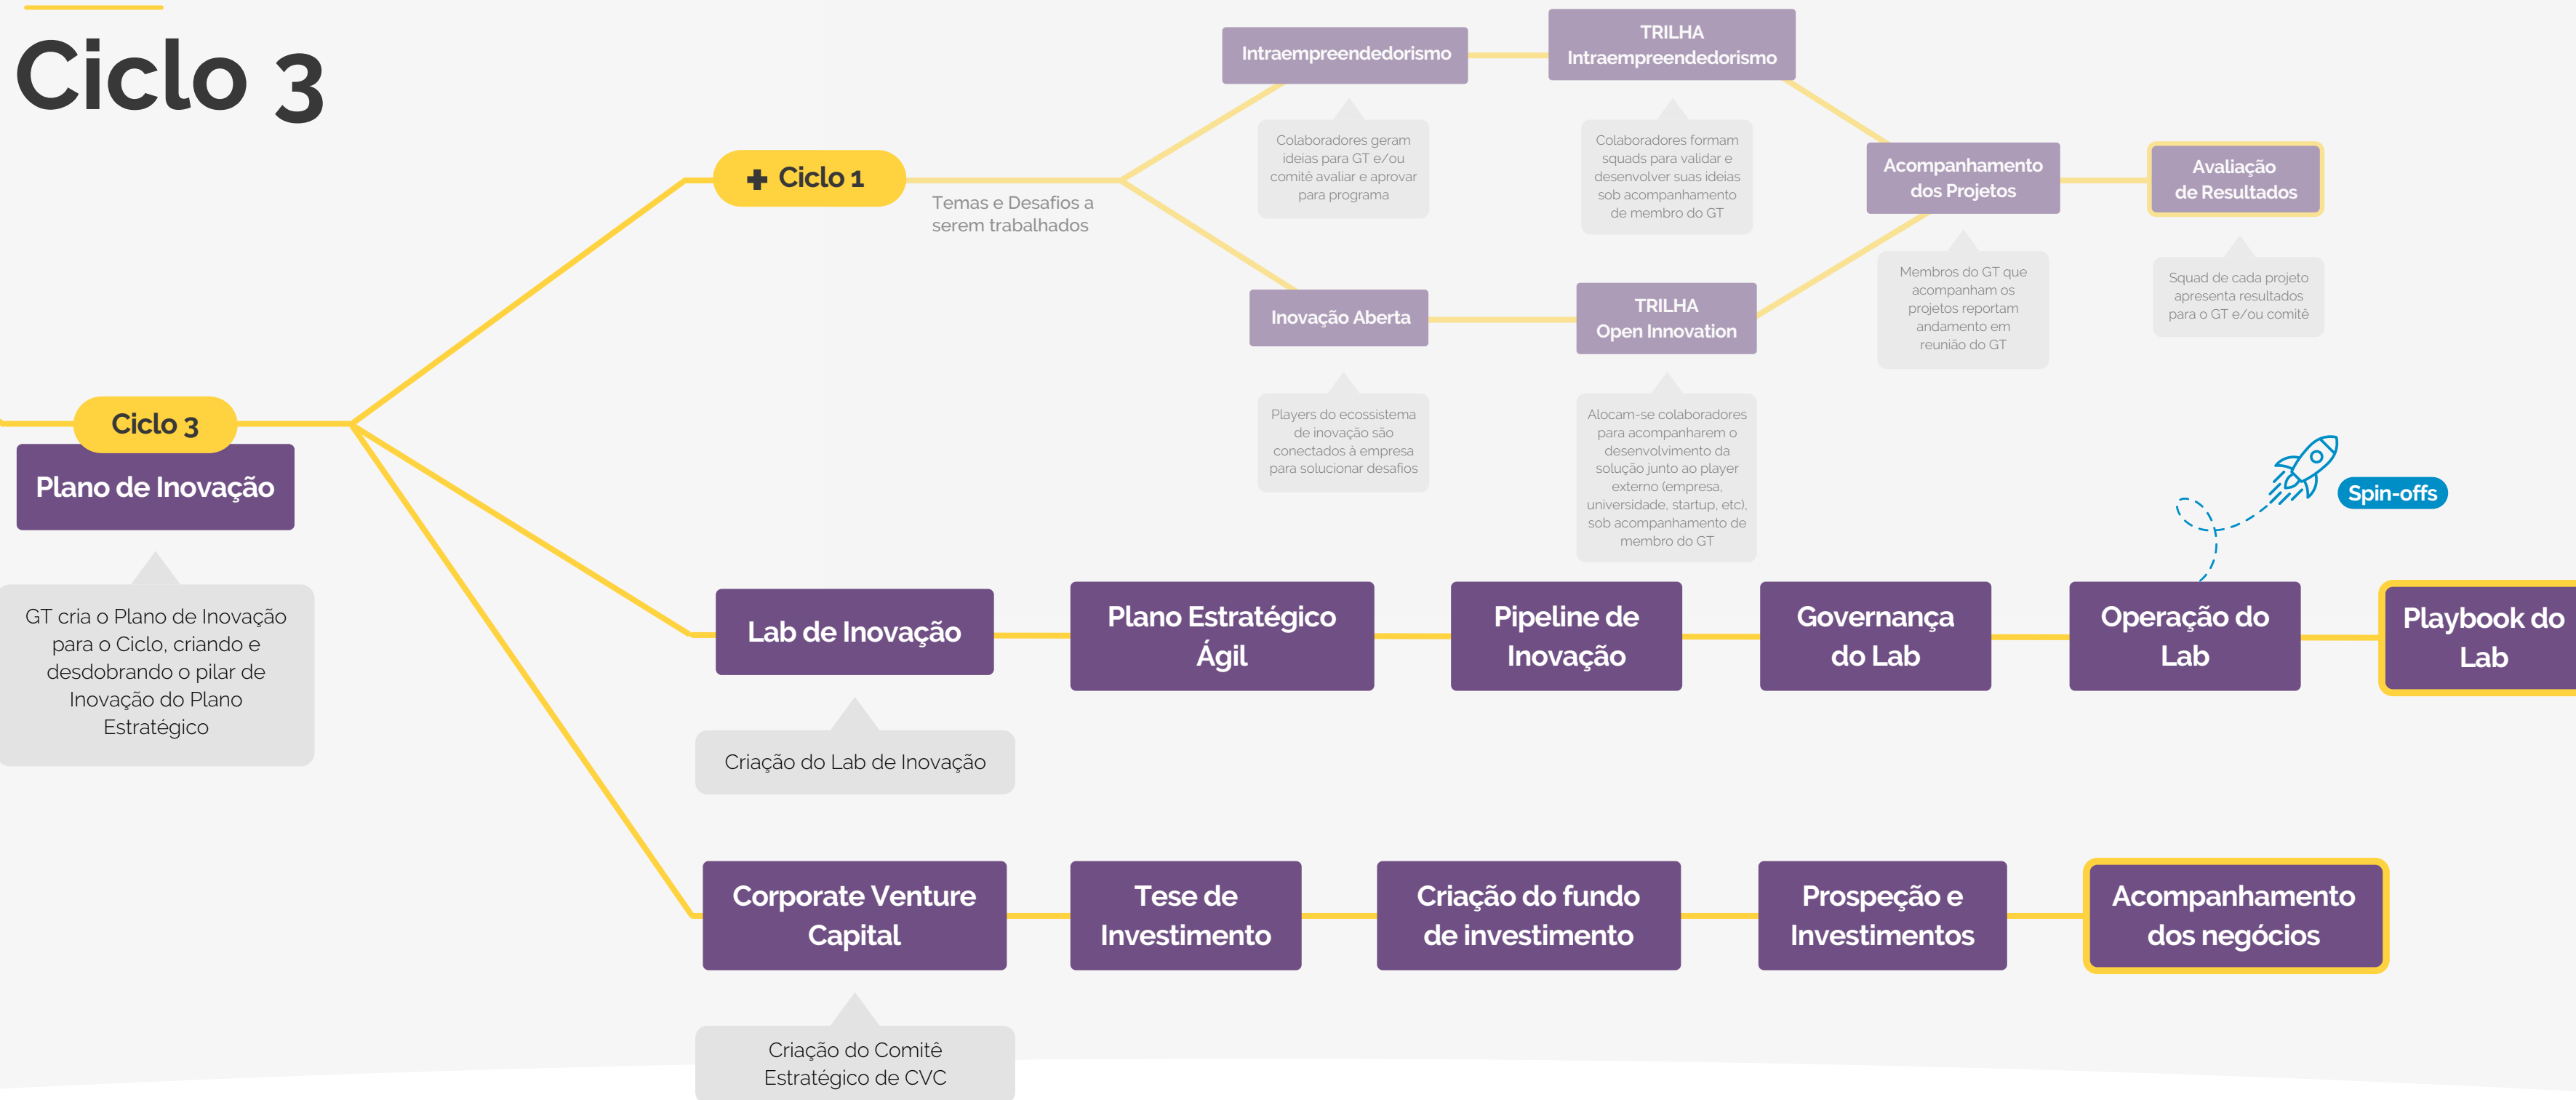 Ciclo 3
Intraempreendedorismo
TRILHA
Intraempreendedorismo
Colaboradores geram
ideias para GT e/ou
comitê avaliar e aprovar
para programa
Colaboradores formam
squads para validar e
desenvolver suas ideias
sob acompanhamento
de membro do GT
+ Ciclo 1
Temas e Desafios a
serem trabalhados
Acompanhamento
dos Projetos
Avaliação
de Resultados
Membros do GT que
acompanham os
projetos reportam
andamento em
reunião do GT
Squad de cada projeto
apresenta resultados
para o GT e/ou comitê
Inovação Aberta
TRILHA
Open Innovation
Players do ecossistema
de inovação são
conectados à empresa
para solucionar desafios
Alocam-se colaboradores
para acompanharem o
desenvolvimento da
solução junto ao player
externo (empresa,
universidade, startup, etc),
sob acompanhamento de
membro do GT
Ciclo 3
Plano de Inovação
GT cria o Plano de Inovação
para o Ciclo, criando e
desdobrando o pilar de
Inovação do Plano
Estratégico
Spin-offs
Lab de Inovação
Plano Estratégico
Ágil
Pipeline de
Inovação
Governança
do Lab
Operação do
Lab
Playbook do
Lab
Criação do Lab de Inovação
Corporate Venture
Capital
Tese de
Investimento
Criação do fundo
de investimento
Prospeção e
Investimentos
Acompanhamento
dos negócios
Criação do Comitê
Estratégico de CVC